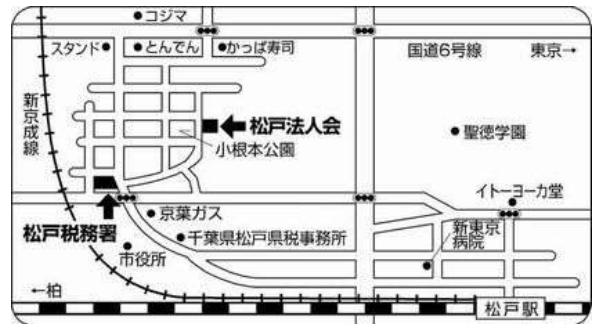 コジマ
スタンド
とんでん
かっぱ寿司
国道6号線
東京→
新京成線
松戸法人会
小根本公園
聖徳学園
イトーヨーカ堂
京葉ガス
松戸税務署
千葉県松戸県税事務所
新東京
病院
市役所
←柏
松戸駅